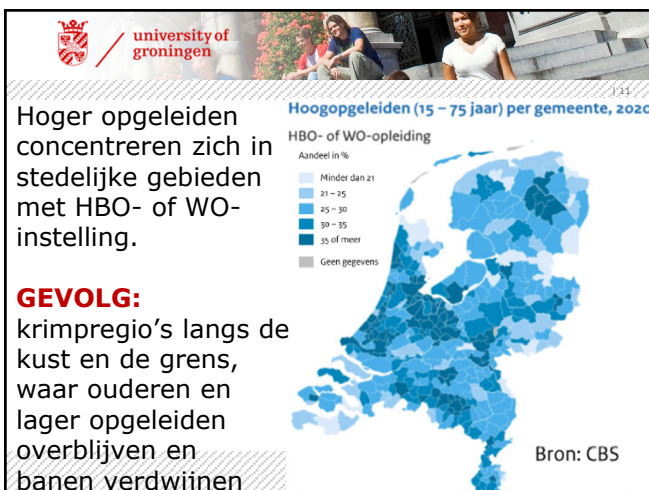 university of
groningen
| 11
Hoger opgeleiden
concentreren zich in
stedelijke gebieden
met HBO- of WO-
instelling.
GEVOLG:
krimpregio's langs de
kust en de grens,
waar ouderen en
lager opgeleiden
overblijven en
banen verdwijnen
Hoogopgeleiden (15 – 75 jaar) per gemeente, 2020
HBO- of WO-opleiding
Aandeel in %
Minder dan 21
21 – 25
25 – 30
30 – 35
35 of meer
Geen gegevens
Bron: CBS